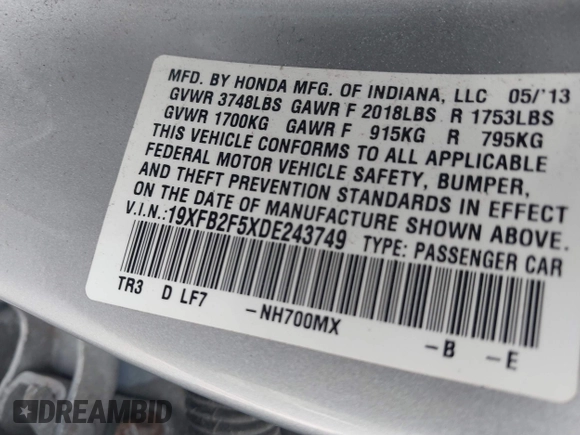 MFD. BY HONDA MFG. OF INDIANA, LLC 05/'13
GVWR 3748LBS GAWR F 2018LBS R 1753LBS
GVWR 1700KG GAWR F 915KG R 795KG
THIS VEHICLE CONFORMS TO ALL APPLICABLE
FEDERAL MOTOR VEHICLE SAFETY, BUMPER,
AND THEFT PREVENTION STANDARDS IN EFFECT
ON THE DATE OF MANUFACTURE SHOWN ABOVE.
V.I.N.:19XFB2F5XDE243749 TYPE: PASSENGER CAR
TR3 D LF7 -NH700MX -B -E
DREAMBID